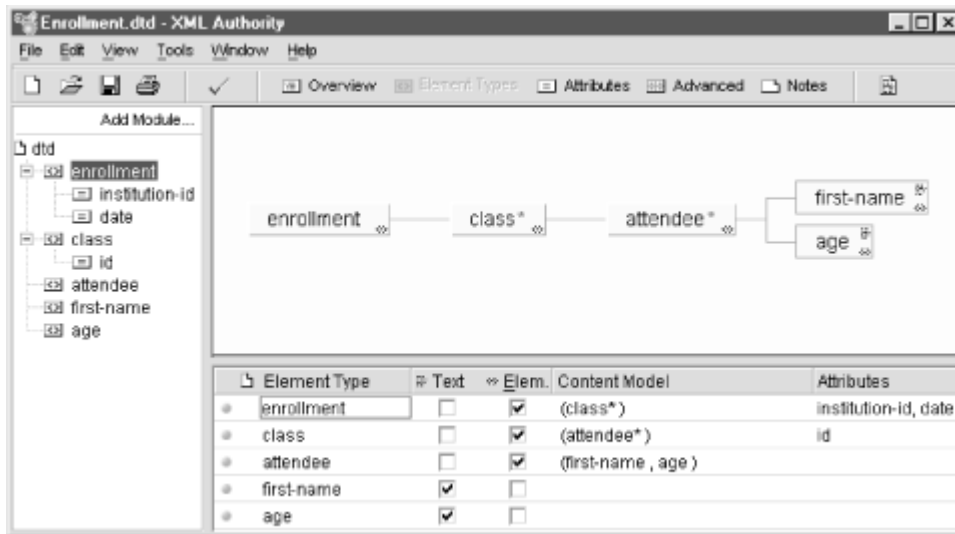 Enrollment.dtd - XML Authority
File Edit View Tools Window Help
Overview Element Types Attributes Advanced Notes
Add Module...
dtd
enrollment
institution-id
date
class
id
attendee
first-name
age
enrollment class* attendee* first-name
age
Element Type Text Elem. Content Model Attributes
enrollment (class*) institution-id, date
class (attendee*) id
attendee (first-name , age )
first-name
age